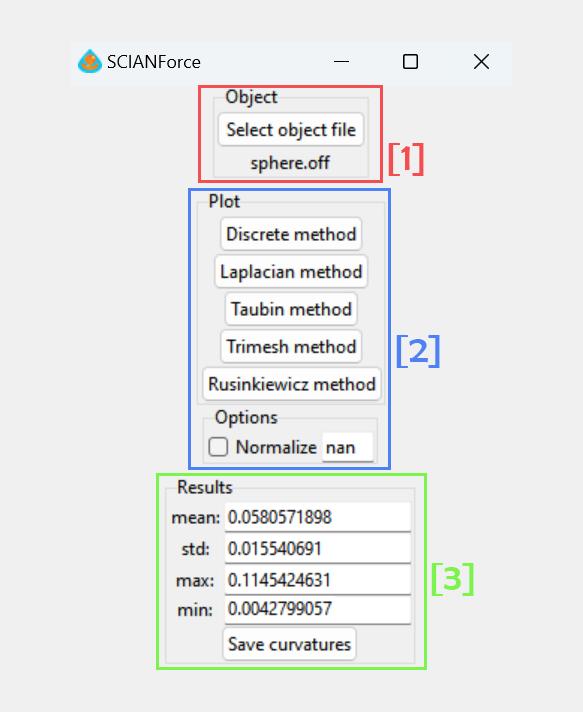 SCIANForce
Object
Select object file
sphere.off
[1]
Plot
Discrete method
Laplacian method
Taubin method
Trimesh method
Rusinkiewicz method
[2]
Options
Normalize nan
Results
mean: 0.0580571898
std: 0.015540691
max: 0.1145424631
min: 0.0042799057
[3]
Save curvatures